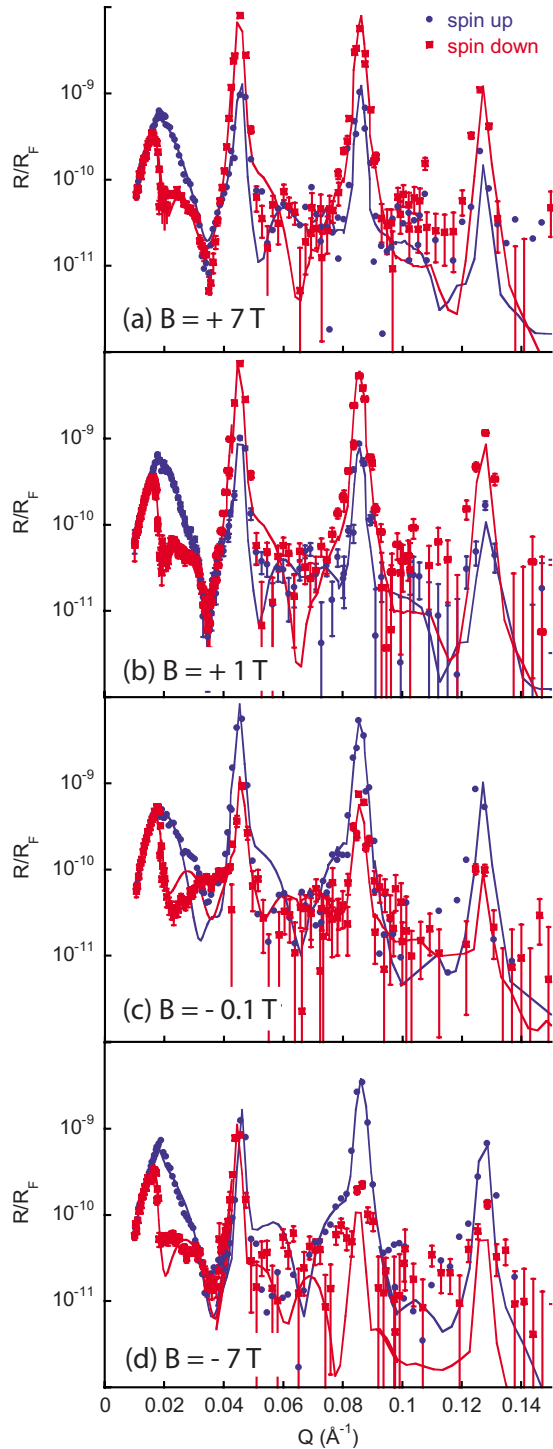 spin up
spin down
10⁻⁹
10⁻¹⁰
10⁻¹¹
R/R_F
(a) B = + 7 T
10⁻⁹
10⁻¹⁰
10⁻¹¹
R/R_F
(b) B = + 1 T
10⁻⁹
10⁻¹⁰
10⁻¹¹
R/R_F
(c) B = - 0.1 T
10⁻⁹
10⁻¹⁰
10⁻¹¹
R/R_F
(d) B = - 7 T
0 0.02 0.04 0.06 0.08 0.1 0.12 0.14
Q (Å⁻¹)